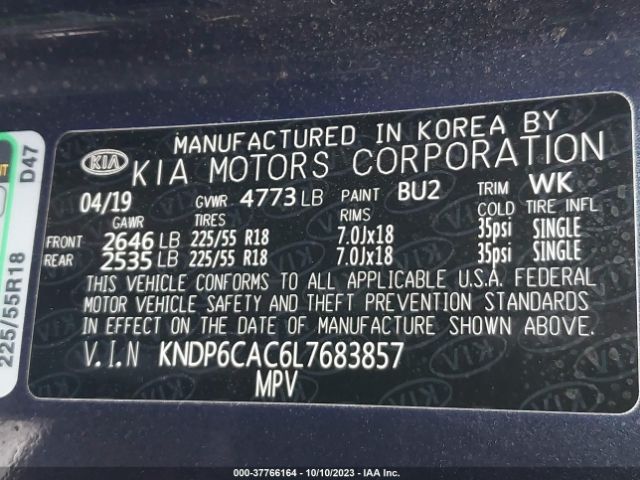 MANUFACTURED IN KOREA BY
KIA KIA MOTORS CORPORATION
04/19 GVWR 4773 LB PAINT BU2 TRIM WK
GAWR TIRES RIMS COLD TIRE INFL
FRONT 2646 LB 225/55 R18 7.0Jx18 35psi SINGLE
REAR 2535 LB 225/55 R18 7.0Jx18 35psi SINGLE
THIS VEHICLE CONFORMS TO ALL APPLICABLE U.S.A. FEDERAL
MOTOR VEHICLE SAFETY AND THEFT PREVENTION STANDARDS
IN EFFECT ON THE DATE OF MANUFACTURE SHOWN ABOVE.
V.I.N KNDP6CAC6L7683857
MPV
D47
225/55R18
000-37766164 - 10/10/2023 - IAA Inc.